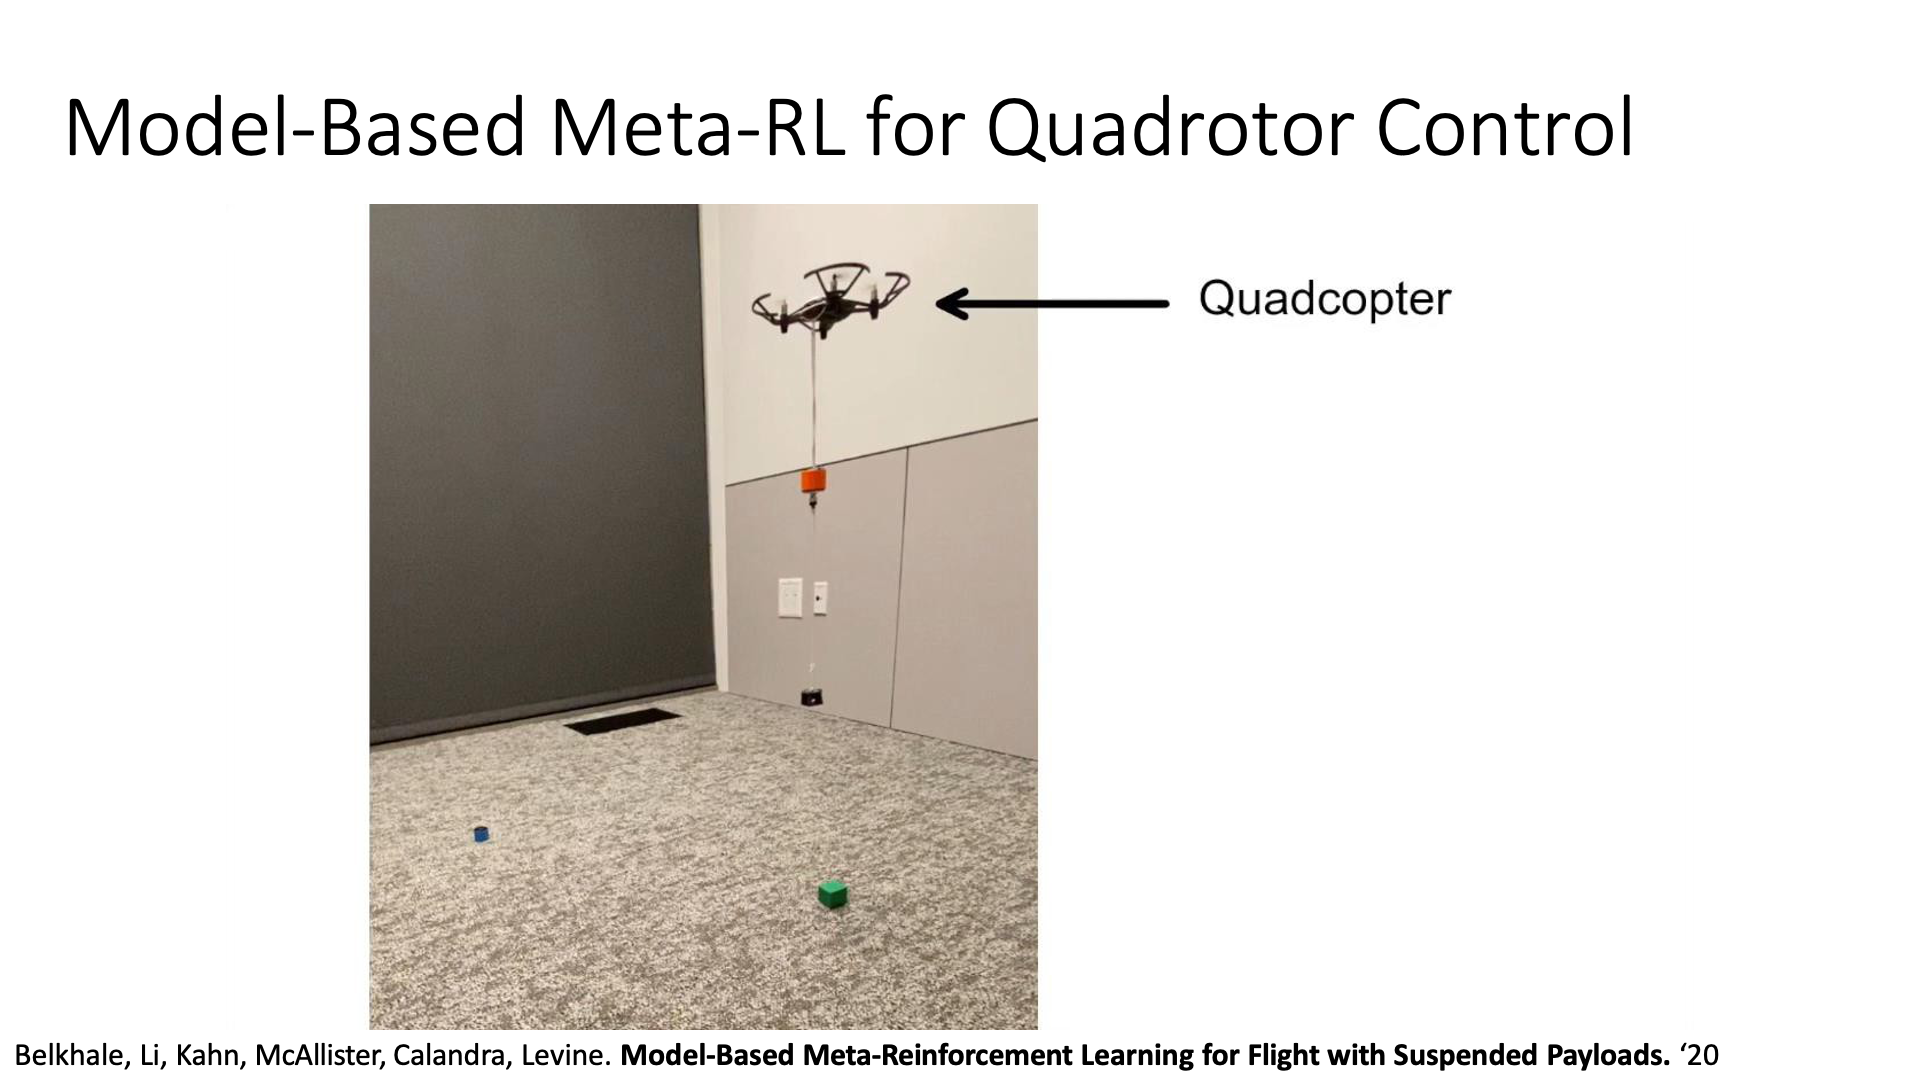 Model-Based Meta-RL for Quadrotor Control
Quadcopter
Belkhale, Li, Kahn, McAllister, Calandra, Levine. Model-Based Meta-Reinforcement Learning for Flight with Suspended Payloads. ‘20